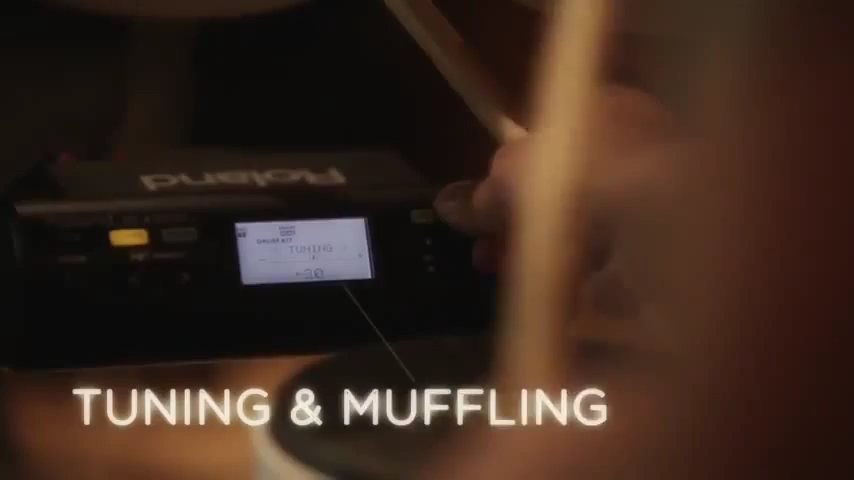 Roland
DRUM KIT
TUNING
-30
TUNING & MUFFLING